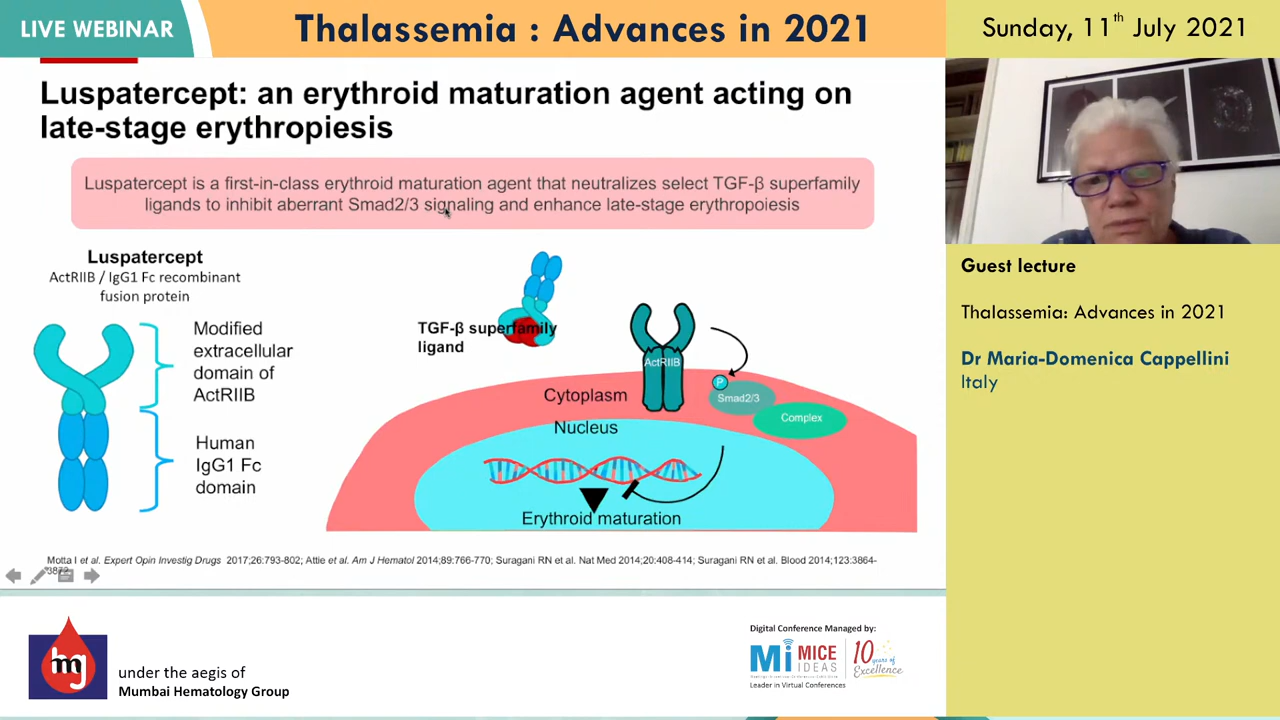 LIVE WEBINAR
Thalassemia : Advances in 2021
Sunday, 11th July 2021
Luspatercept: an erythroid maturation agent acting on
late-stage erythropiesis
Luspatercept is a first-in-class erythroid maturation agent that neutralizes select TGF-β superfamily
ligands to inhibit aberrant Smad2/3 signaling and enhance late-stage erythropoiesis
Luspatercept
ActRIIB / IgG1 Fc recombinant
fusion protein
Modified
extracellular
domain of
ActRIIB
Human
IgG1 Fc
domain
TGF-β superfamily
ligand
ActRIIB
P
Smad2/3
Complex
Cytoplasm
Nucleus
Erythroid maturation
Motta I et al. Expert Opin Investig Drugs 2017;26:793-802; Attie et al. Am J Hematol 2014;89:766-770; Suragani RN et al. Nat Med 2014;20:408-414; Suragani RN et al. Blood 2014;123:3864-
3872
Guest lecture
Thalassemia: Advances in 2021
Dr Maria-Domenica Cappellini
Italy
mg
under the aegis of
Mumbai Hematology Group
Digital Conference Managed by:
Mi MICE
IDEAS
10 years of
Excellence
Leader in Virtual Conferences